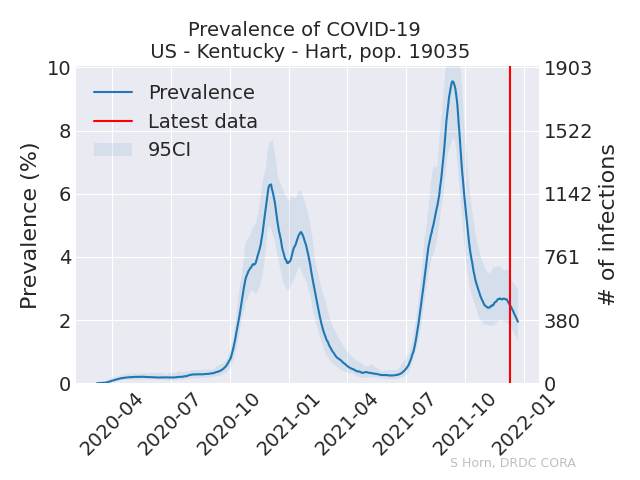 Prevalence of COVID-19
US - Kentucky - Hart, pop. 19035
Prevalence
Latest data
95CI
Prevalence (%)
10
8
6
4
2
0
# of infections
1903
1522
1142
761
380
0
2020-04
2020-07
2020-10
2021-01
2021-04
2021-07
2021-10
2022-01
S Horn, DRDC CORA